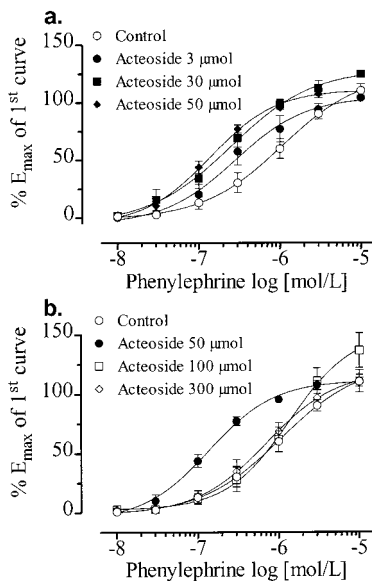 a.
Control
Acteoside 3 μmol
Acteoside 30 μmol
Acteoside 50 μmol
% Emax of 1st curve
150
100
50
0
-8 -7 -6 -5
Phenylephrine log [mol/L]
b.
Control
Acteoside 50 μmol
Acteoside 100 μmol
Acteoside 300 μmol
% Emax of 1st curve
150
100
50
0
-8 -7 -6 -5
Phenylephrine log [mol/L]